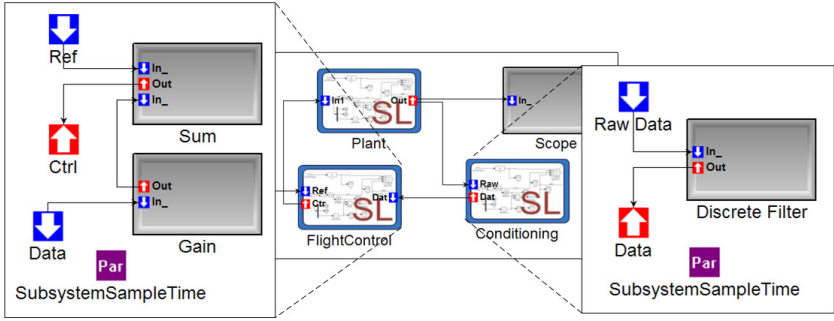 Ref
In_
Out
In_
Sum
Ctrl
Out
In_
Gain
Data
Par
SubsystemSampleTime
In1
Out
SL
Plant
In_
Scope
Ref
Ctr
Dat
SL
FlightControl
Raw
Dat
SL
Conditioning
Raw Data
In_
Out
Discrete Filter
Data
Par
SubsystemSampleTime